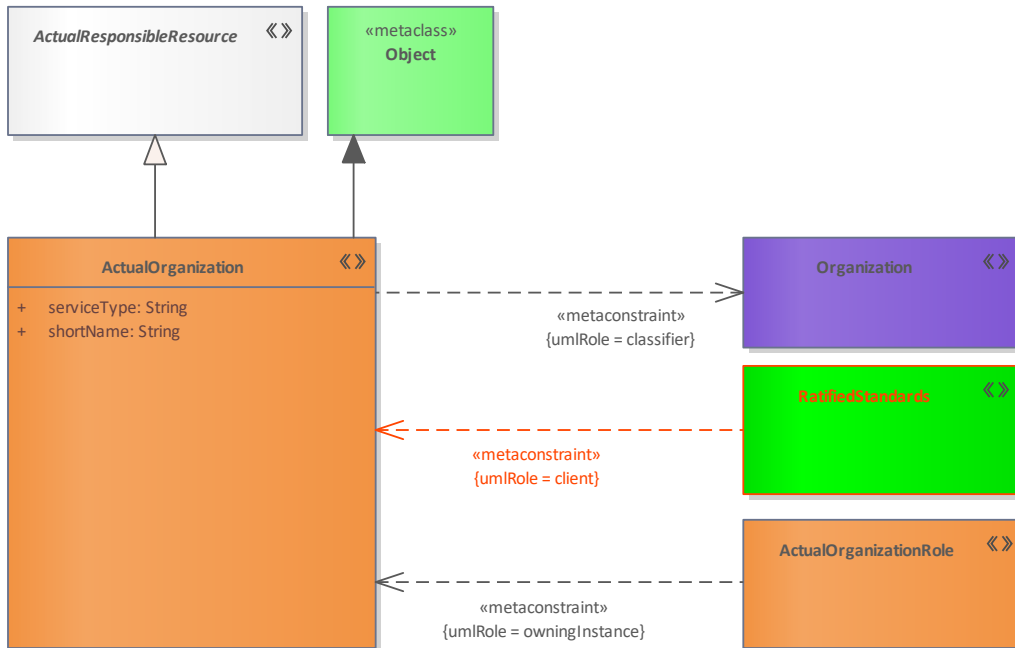 ActualResponsibleResource «»
«metaclass»
Object
ActualOrganization «»
+ serviceType: String
+ shortName: String
Organization «»
«metaconstraint»
{umlRole = classifier}
RatifiedStandards «»
«metaconstraint»
{umlRole = client}
ActualOrganizationRole «»
«metaconstraint»
{umlRole = owningInstance}